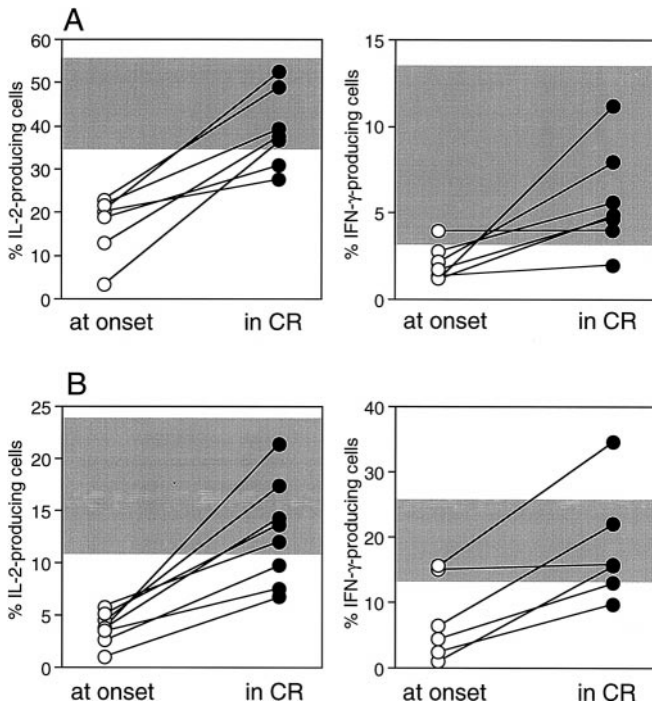 A
60
50
40
30
20
10
0
% IL-2-producing cells
at onset
in CR
15
10
5
0
% IFN-γ-producing cells
at onset
in CR
B
25
20
15
10
5
0
% IL-2-producing cells
at onset
in CR
40
30
20
10
0
% IFN-γ-producing cells
at onset
in CR